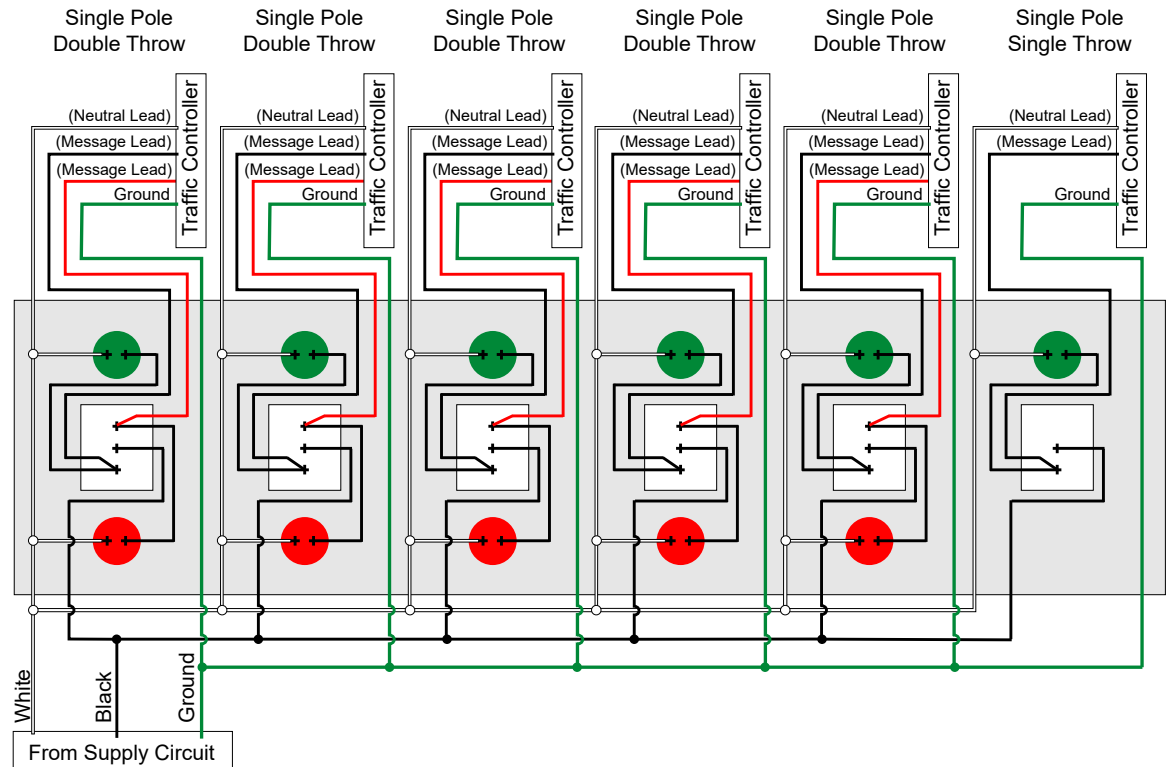 Single Pole
Double Throw
Single Pole
Double Throw
Single Pole
Double Throw
Single Pole
Double Throw
Single Pole
Double Throw
Single Pole
Single Throw
(Neutral Lead)
(Message Lead)
(Message Lead)
Ground
Traffic Controller
(Neutral Lead)
(Message Lead)
(Message Lead)
Ground
Traffic Controller
(Neutral Lead)
(Message Lead)
(Message Lead)
Ground
Traffic Controller
(Neutral Lead)
(Message Lead)
(Message Lead)
Ground
Traffic Controller
(Neutral Lead)
(Message Lead)
(Message Lead)
Ground
Traffic Controller
(Neutral Lead)
(Message Lead)
Ground
Traffic Controller
White
Black
Ground
From Supply Circuit